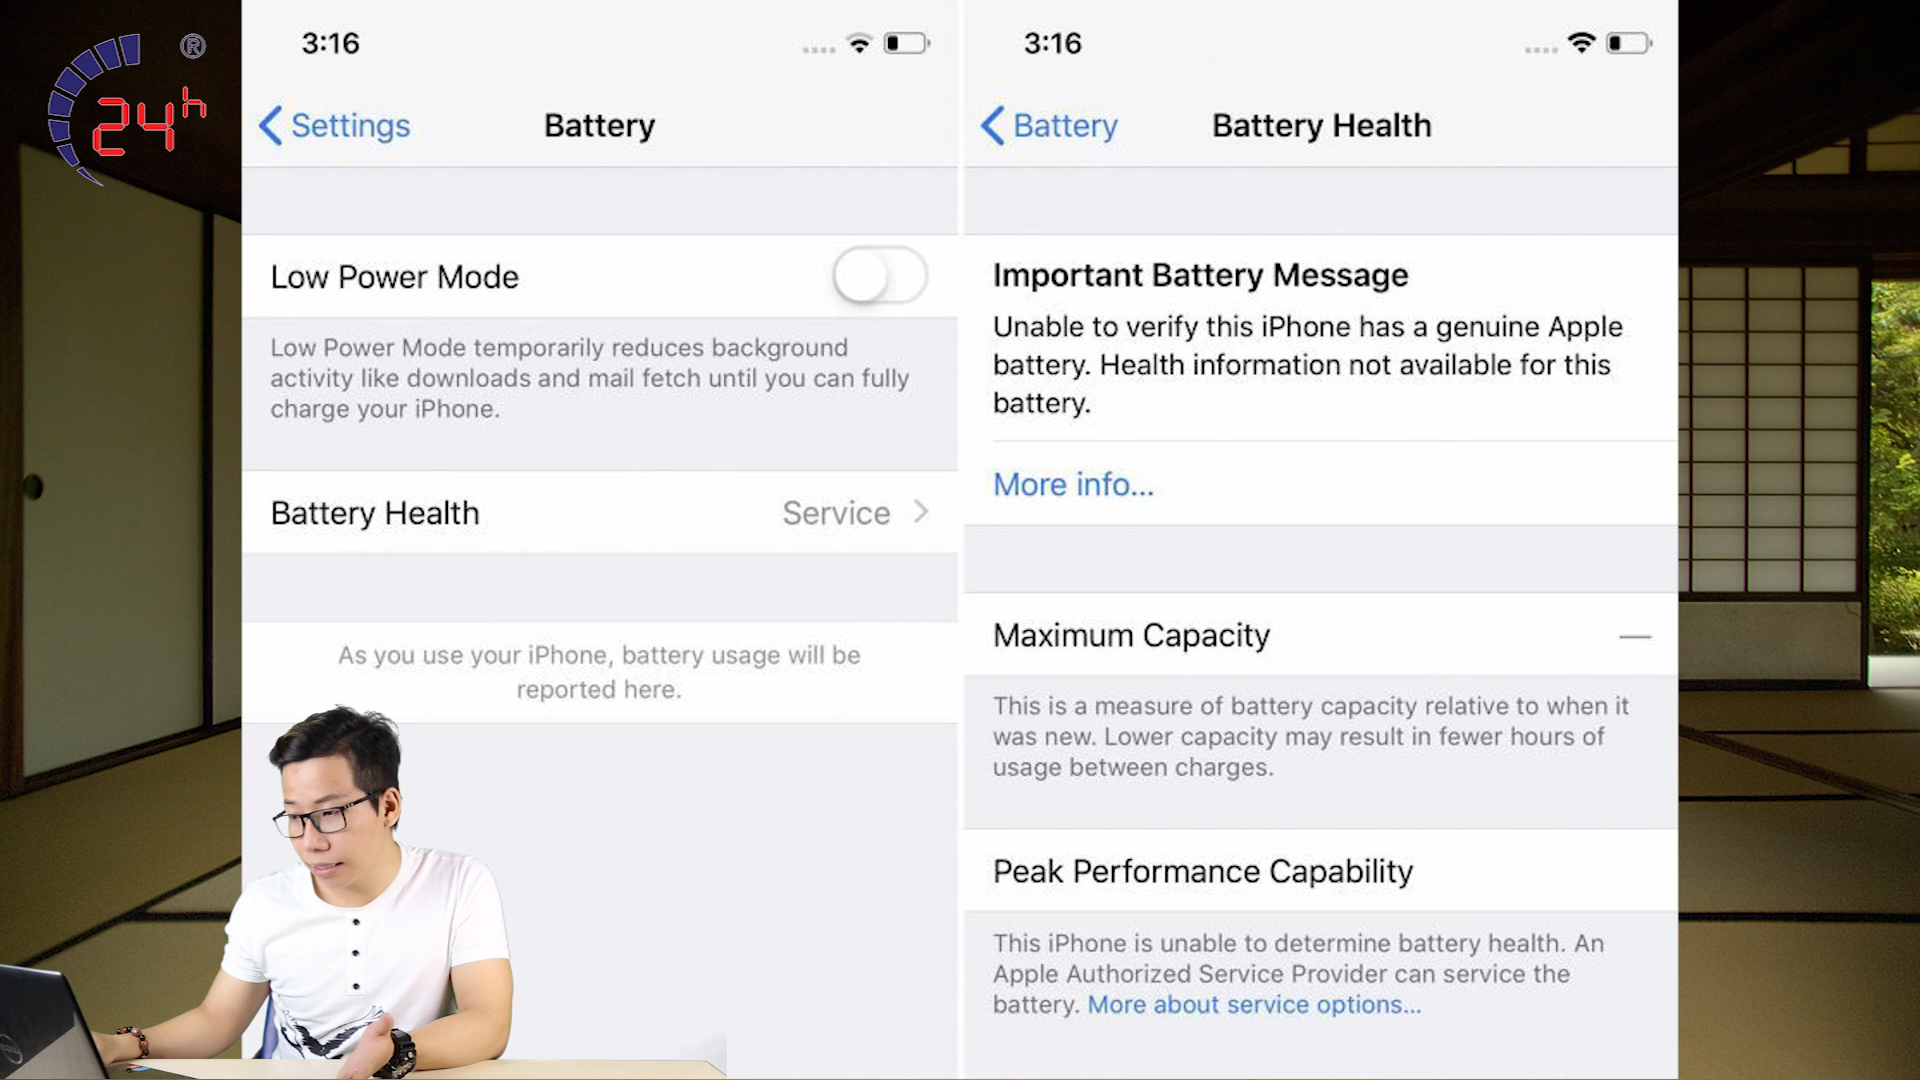 24h
®
3:16
Settings
Battery
Low Power Mode
Low Power Mode temporarily reduces background
activity like downloads and mail fetch until you can fully
charge your iPhone.
Battery Health
Service
As you use your iPhone, battery usage will be
reported here.
3:16
Battery
Battery Health
Important Battery Message
Unable to verify this iPhone has a genuine Apple
battery. Health information not available for this
battery.
More info...
Maximum Capacity
—
This is a measure of battery capacity relative to when it
was new. Lower capacity may result in fewer hours of
usage between charges.
Peak Performance Capability
This iPhone is unable to determine battery health. An
Apple Authorized Service Provider can service the
battery. More about service options...